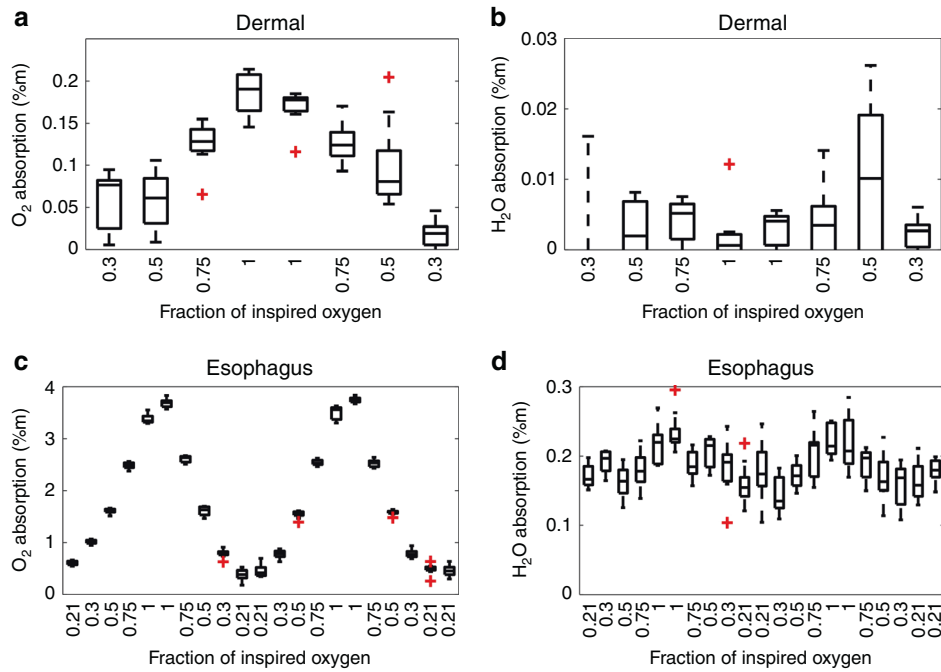 a
Dermal
O₂ absorption (%m)
0.2
0.15
0.1
0.05
0
0.3 0.5 0.75 1 1 0.75 0.5 0.3
Fraction of inspired oxygen
b
Dermal
H₂O absorption (%m)
0.03
0.02
0.01
0
0.3 0.5 0.75 1 1 0.75 0.5 0.3
Fraction of inspired oxygen
c
Esophagus
O₂ absorption (%m)
4
3
2
1
0
0.21 0.3 0.5 0.75 1 1 0.75 0.5 0.3 0.21 0.21 0.3 0.5 0.75 1 1 0.75 0.5 0.3 0.21 0.21
Fraction of inspired oxygen
d
Esophagus
H₂O absorption (%m)
0.3
0.2
0.1
0
0.21 0.3 0.5 0.75 1 1 0.75 0.5 0.3 0.21 0.21 0.3 0.5 0.75 1 1 0.75 0.5 0.3 0.21 0.21
Fraction of inspired oxygen